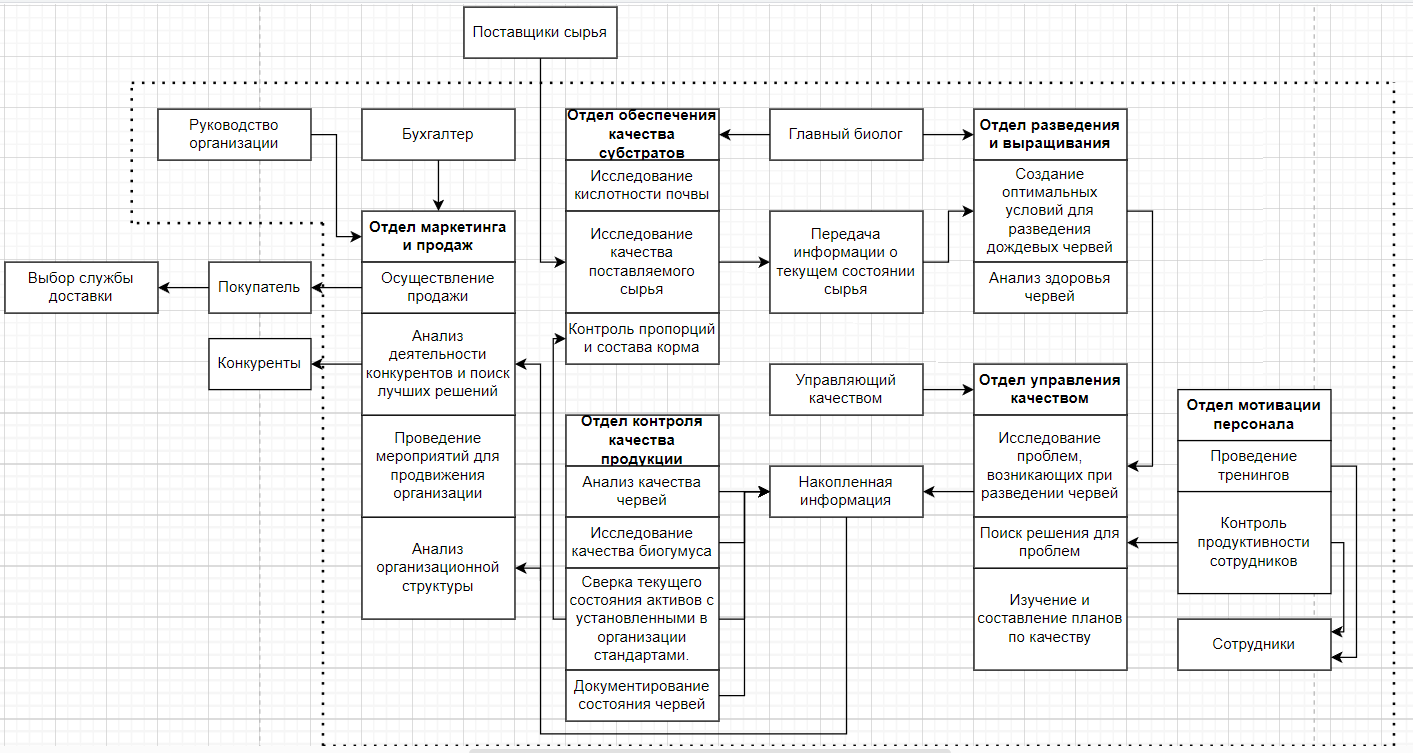 Поставщики сырья
Руководство
организации
Бухгалтер
Отдел обеспечения
качества
субстратов
Исследование
кислотности почвы
Исследование
качества
поставляемого
сырья
Контроль пропорций
и состава корма
Главный биолог
Отдел разведения
и выращивания
Создание
оптимальных
условий для
разведения
дождевых червей
Анализ здоровья
червей
Передача
информации о
текущем состоянии
сырья
Отдел маркетинга
и продаж
Осуществление
продажи
Анализ
деятельности
конкурентов и поиск
лучших решений
Проведение
мероприятий для
продвижения
организации
Анализ
организационной
структуры
Выбор службы
доставки
Покупатель
Конкуренты
Управляющий
качеством
Отдел управления
качеством
Исследование
проблем,
возникающих при
разведении червей
Поиск решения для
проблем
Изучение и
составление планов
по качеству
Отдел мотивации
персонала
Проведение
тренингов
Контроль
продуктивности
сотрудников
Сотрудники
Отдел контроля
качества
продукции
Анализ качества
червей
Исследование
качества биогумуса
Сверка текущего
состояния активов с
установленными в
организации
стандартами.
Документирование
состояния червей
Накопленная
информация